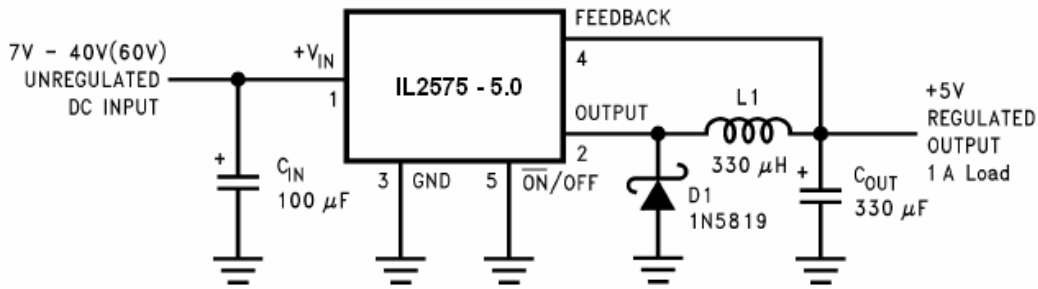 7V - 40V(60V)
UNREGULATED
DC INPUT
+VIN
1
IL2575 - 5.0
FEEDBACK
4
OUTPUT
2
3
GND
5
ON/OFF
+
CIN
100 μF
D1
1N5819
L1
330 μH
+
COUT
330 μF
+5V
REGULATED
OUTPUT
1A Load